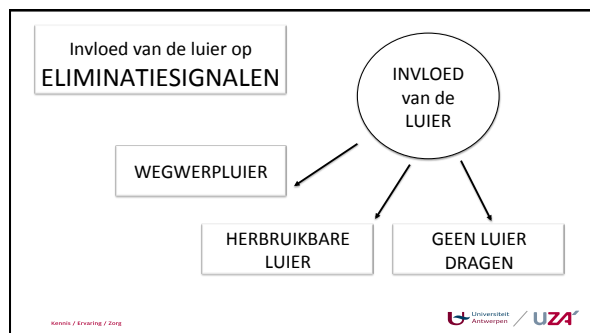 Invloed van de luier op
ELIMINATIESIGNALEN
INVLOED
van de
LUIER
WEGWERPLUIER
HERBRUIKBARE
LUIER
GEEN LUIER
DRAGEN
Kennis / Ervaring / Zorg
Universiteit
Antwerpen
UZA